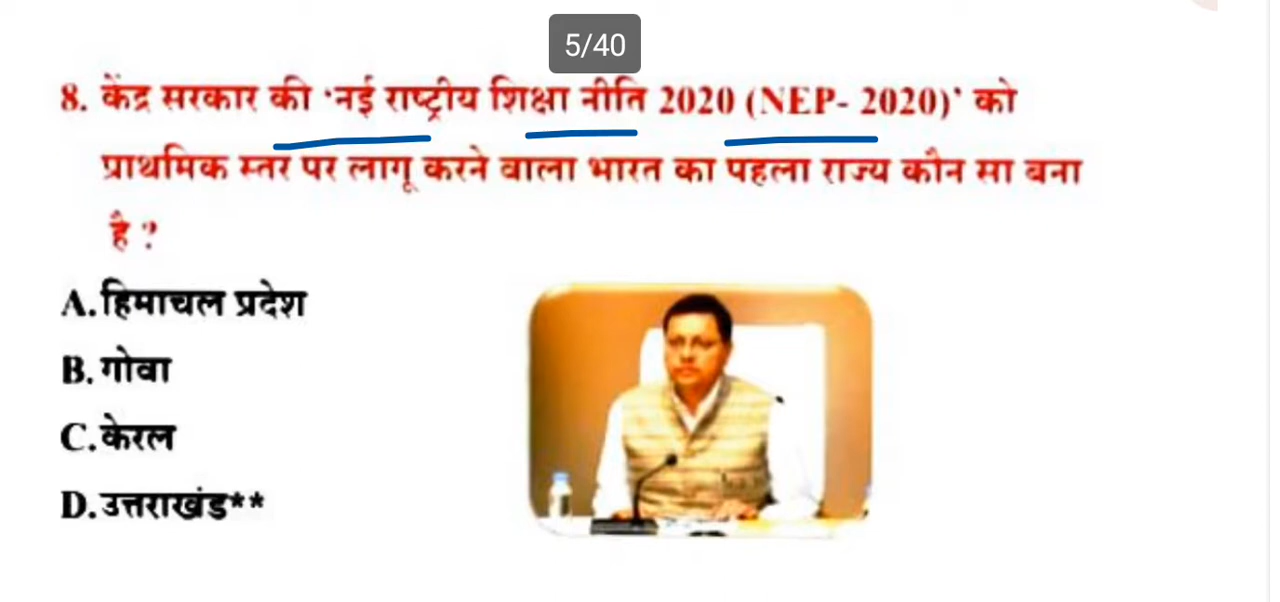 5/40
8. केंद्र सरकार की 'नई राष्ट्रीय शिक्षा नीति 2020 (NEP- 2020)' को
प्राथमिक स्तर पर लागू करने वाला भारत का पहला राज्य कौन सा बना
है ?
A. हिमाचल प्रदेश
B. गोवा
C. केरल
D. उत्तराखंड**